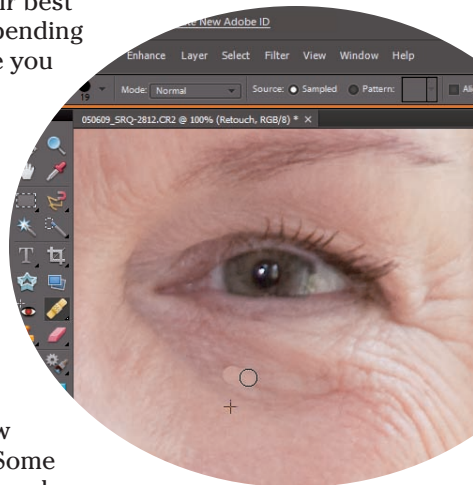 best
pending
you
New Adobe ID
Enhance Layer Select Filter View Window Help
19 Mode: Normal Source: Sampled Pattern:
050609_SRQ-2812.CR2 @ 100% (Retouch, RGB/8) * ×
T
Some